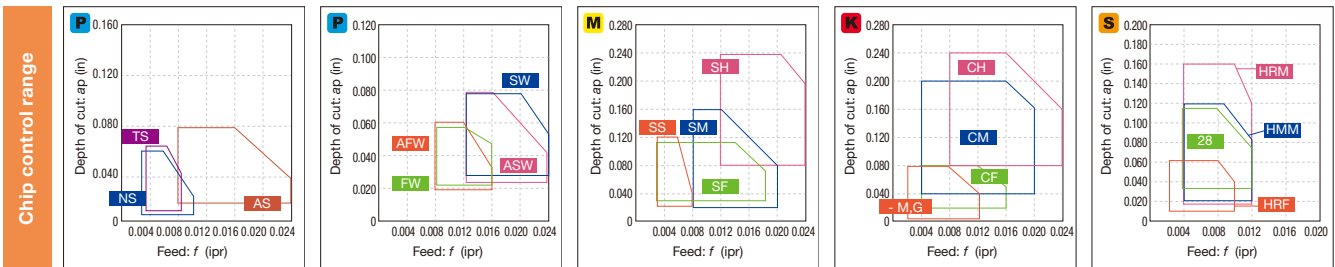 Chip control range
P
Depth of cut: ap (in)
0.160
0.120
0.080
0.040
0
TS
NS
AS
0.004 0.008 0.012 0.016 0.020 0.024
Feed: f (ipr)
P
Depth of cut: ap (in)
0.120
0.100
0.080
0.060
0.040
0.020
0
SW
AFW
ASW
FW
0.004 0.008 0.012 0.016 0.020 0.024
Feed: f (ipr)
M
Depth of cut: ap (in)
0.280
0.240
0.200
0.160
0.120
0.080
0.040
0
SH
SS
SM
SF
0.004 0.008 0.012 0.016 0.020 0.024
Feed: f (ipr)
K
Depth of cut: ap (in)
0.280
0.240
0.200
0.160
0.120
0.080
0.040
0
CH
CM
CF
- M,G
0.004 0.008 0.012 0.016 0.020 0.024
Feed: f (ipr)
S
Depth of cut: ap (in)
0.200
0.180
0.160
0.140
0.120
0.100
0.080
0.060
0.040
0.020
0
HRM
HMM
28
HRF
0.004 0.008 0.012 0.016 0.020
Feed: f (ipr)